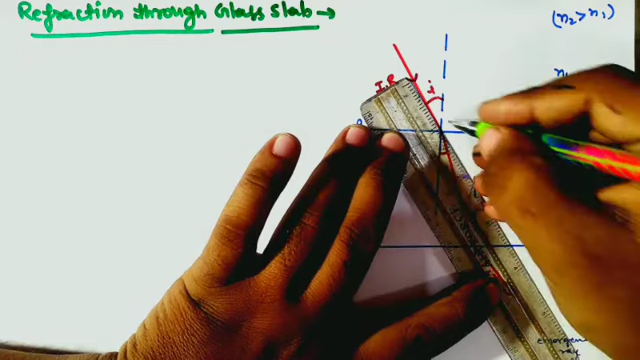 Refraction through Glass Slab →
(n₂ > n₁)
n₁
I.R
i
emergent
ray